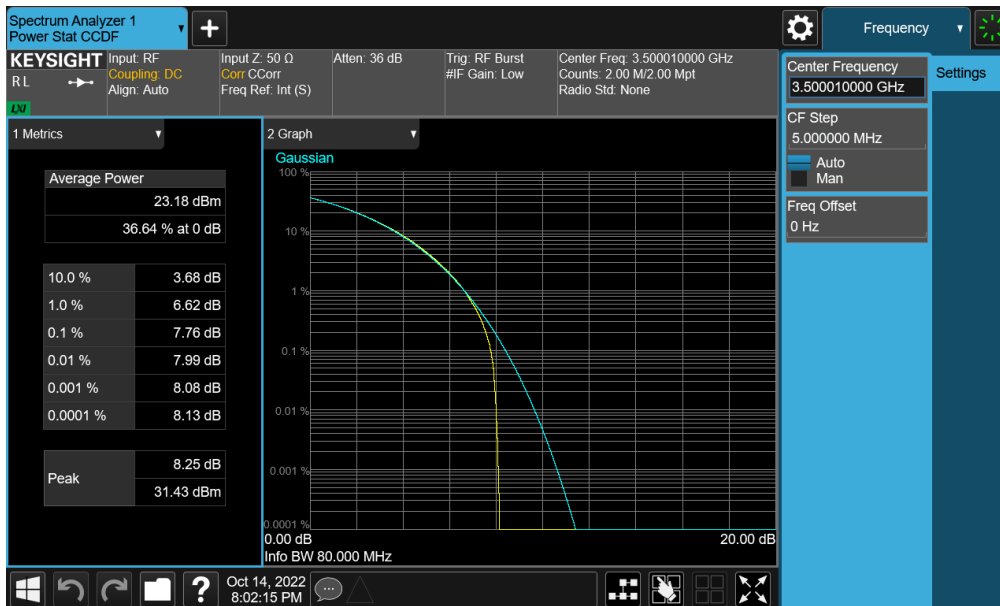 Spectrum Analyzer 1
Power Stat CCDF
+
Frequency
KEYSIGHT
RL
LXI
Input: RF
Coupling: DC
Align: Auto
Input Z: 50 Ω
Corr CCorr
Freq Ref: Int (S)
Atten: 36 dB
Trig: RF Burst
#IF Gain: Low
Center Freq: 3.500010000 GHz
Counts: 2.00 M/2.00 Mpt
Radio Std: None
Center Frequency
3.500010000 GHz
Settings
CF Step
5.000000 MHz
Auto
Man
Freq Offset
0 Hz
1 Metrics
Average Power
23.18 dBm
36.64 % at 0 dB
10.0 % 3.68 dB
1.0 % 6.62 dB
0.1 % 7.76 dB
0.01 % 7.99 dB
0.001 % 8.08 dB
0.0001 % 8.13 dB
Peak
8.25 dB
31.43 dBm
2 Graph
Gaussian
100 %
10 %
1 %
0.1 %
0.01 %
0.001 %
0.0001 %
0.00 dB 20.00 dB
Info BW 80.000 MHz
?
Oct 14, 2022
8:02:15 PM